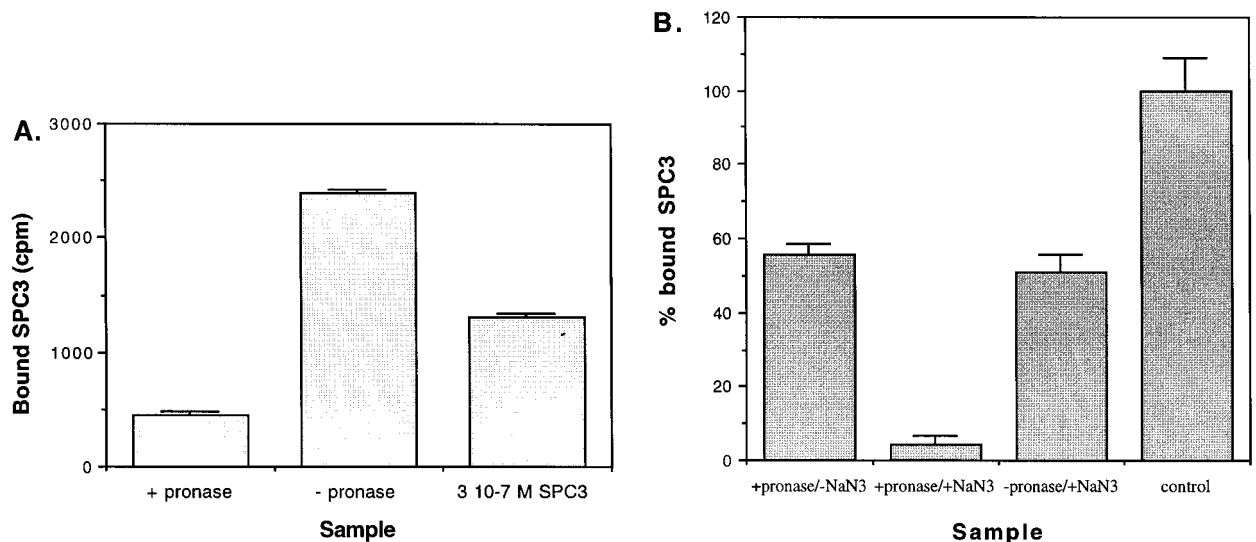 A.
Bound SPC3 (cpm)
3000
2000
1000
0
+ pronase
- pronase
3 10-7 M SPC3
Sample
B.
% bound SPC3
120
100
80
60
40
20
0
+pronase/-NaN3
+pronase/+NaN3
-pronase/+NaN3
control
Sample